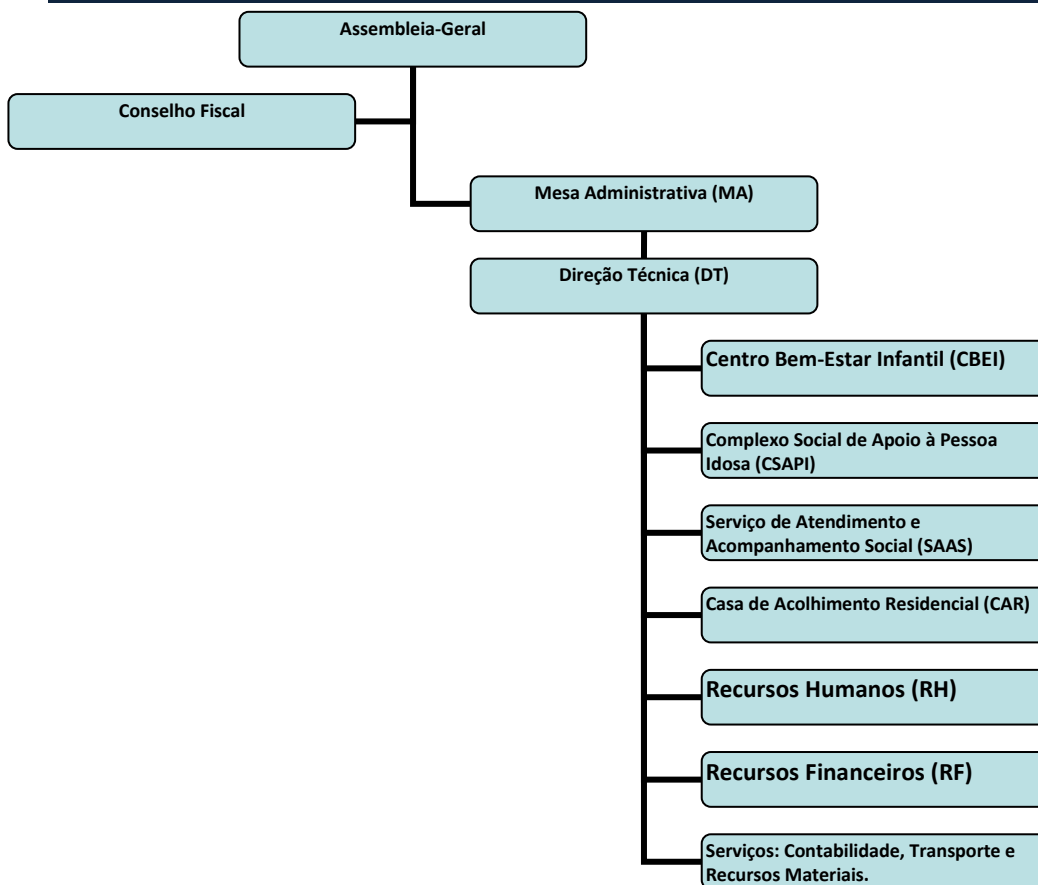 Assembleia-Geral
Conselho Fiscal
Mesa Administrativa (MA)
Direção Técnica (DT)
Centro Bem-Estar Infantil (CBEI)
Complexo Social de Apoio à Pessoa
Idosa (CSAPI)
Serviço de Atendimento e
Acompanhamento Social (SAAS)
Casa de Acolhimento Residencial (CAR)
Recursos Humanos (RH)
Recursos Financeiros (RF)
Serviços: Contabilidade, Transporte e
Recursos Materiais.